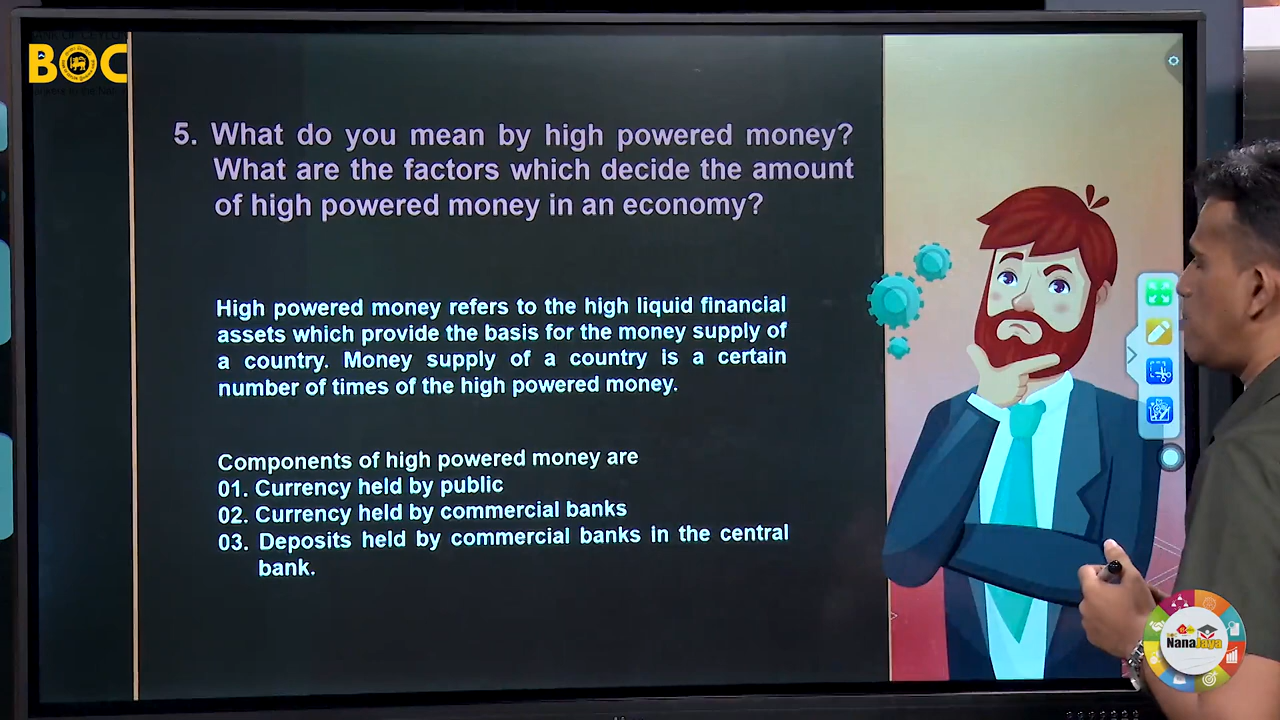 BOC
5. What do you mean by high powered money?
What are the factors which decide the amount
of high powered money in an economy?
High powered money refers to the high liquid financial
assets which provide the basis for the money supply of
a country. Money supply of a country is a certain
number of times of the high powered money.
Components of high powered money are
01. Currency held by public
02. Currency held by commercial banks
03. Deposits held by commercial banks in the central
bank.
NanaJaya